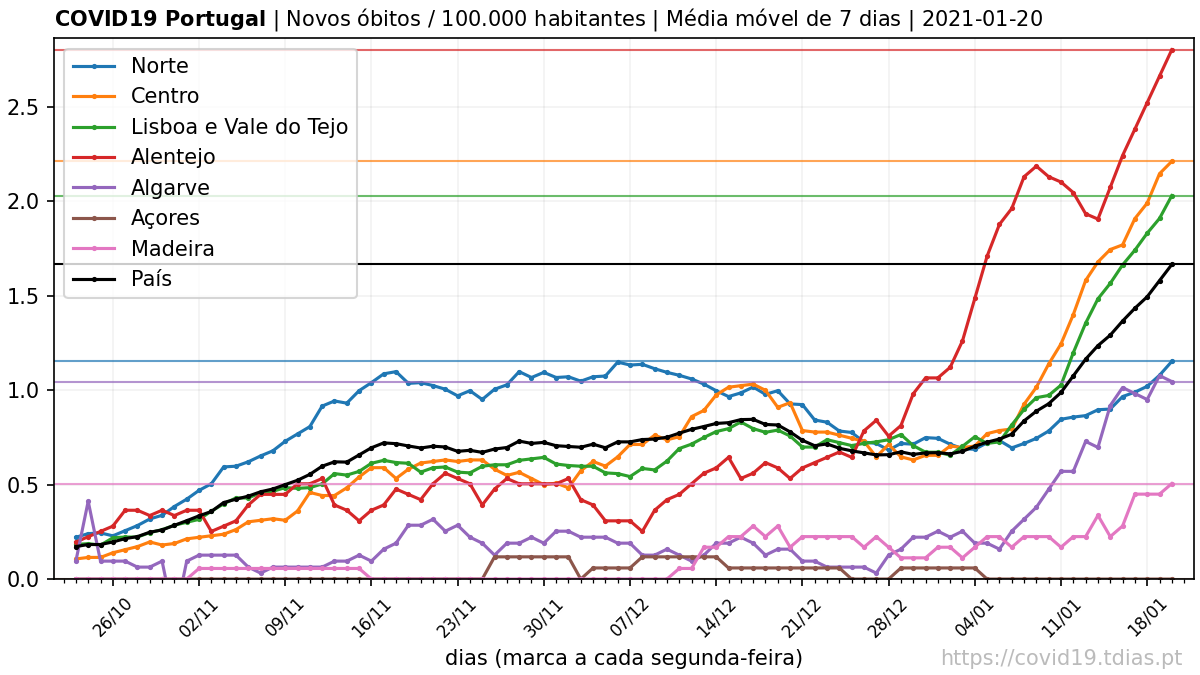 COVID19 Portugal | Novos óbitos / 100.000 habitantes | Média móvel de 7 dias | 2021-01-20
Norte
Centro
Lisboa e Vale do Tejo
Alentejo
Algarve
Açores
Madeira
País
2.5
2.0
1.5
1.0
0.5
0.0
26/10
02/11
09/11
16/11
23/11
30/11
07/12
14/12
21/12
28/12
04/01
11/01
18/01
dias (marca a cada segunda-feira)
https://covid19.tdias.pt